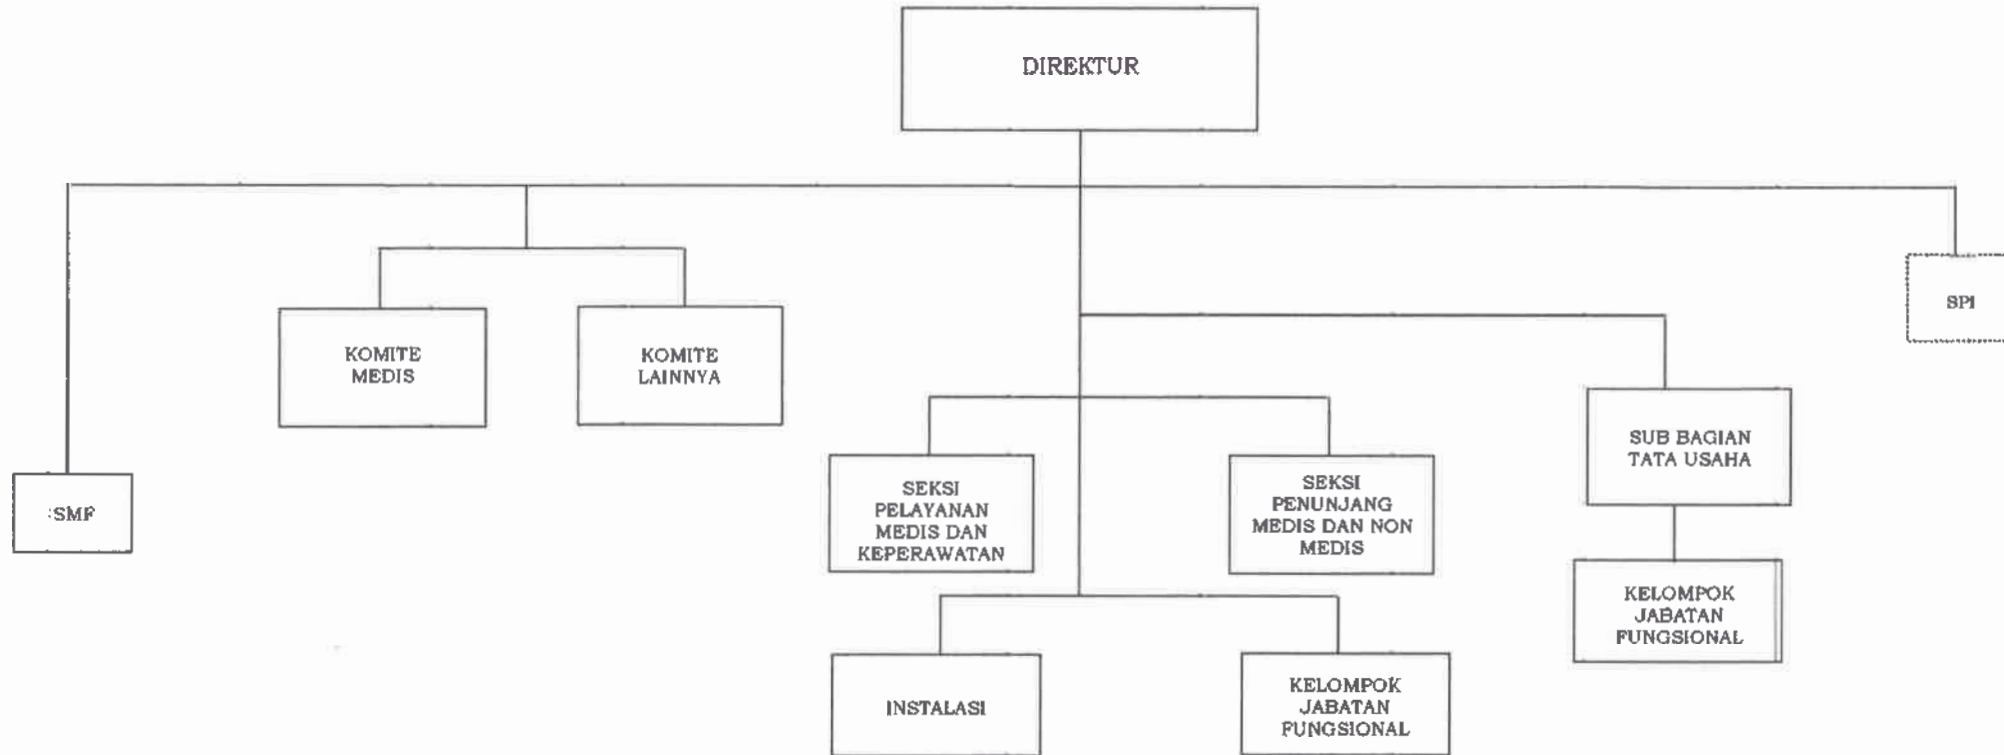 DIREKTUR
SPI
KOMITE
MEDIS
KOMITE
LAINNYA
SUB BAGIAN
TATA USAHA
SMF
SEKSI
PELAYANAN
MEDIS DAN
KEPERAWATAN
SEKSI
PENUNJANG
MEDIS DAN NON
MEDIS
KELOMPOK
JABATAN
FUNGSIONAL
INSTALASI
KELOMPOK
JABATAN
FUNGSIONAL